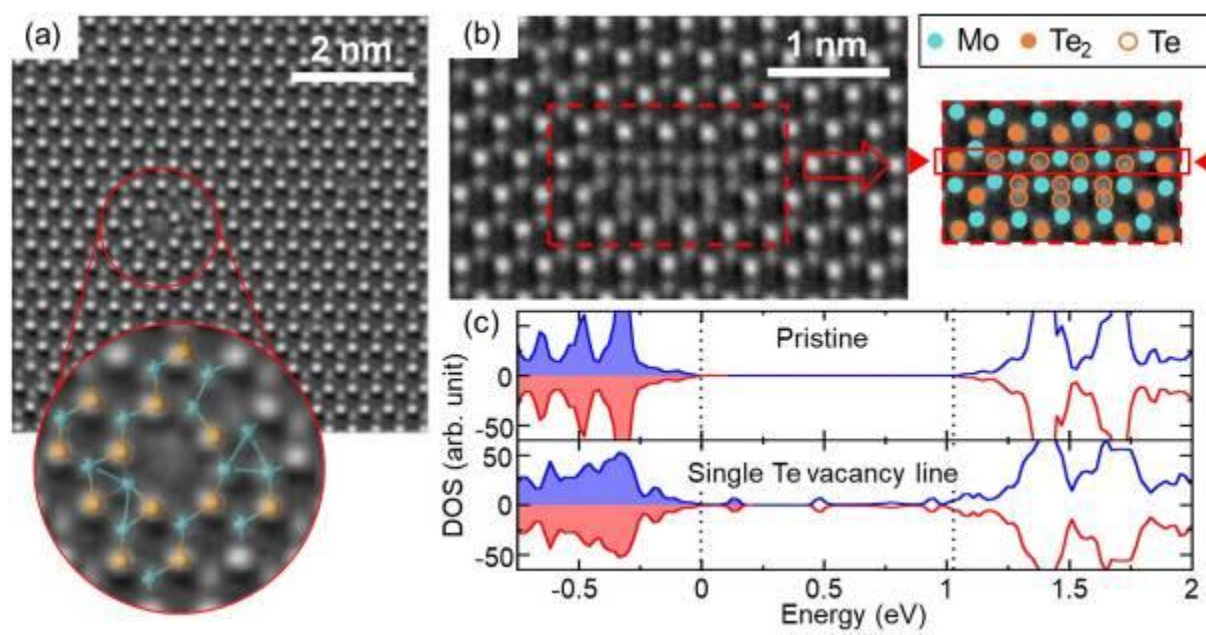 (a)
2 nm
(b)
1 nm
Mo Te2 Te
(c)
Pristine
0
-50
DOS (arb. unit)
50
Single Te vacancy line
0
-50
-0.5 0 0.5 1 1.5 2
Energy (eV)